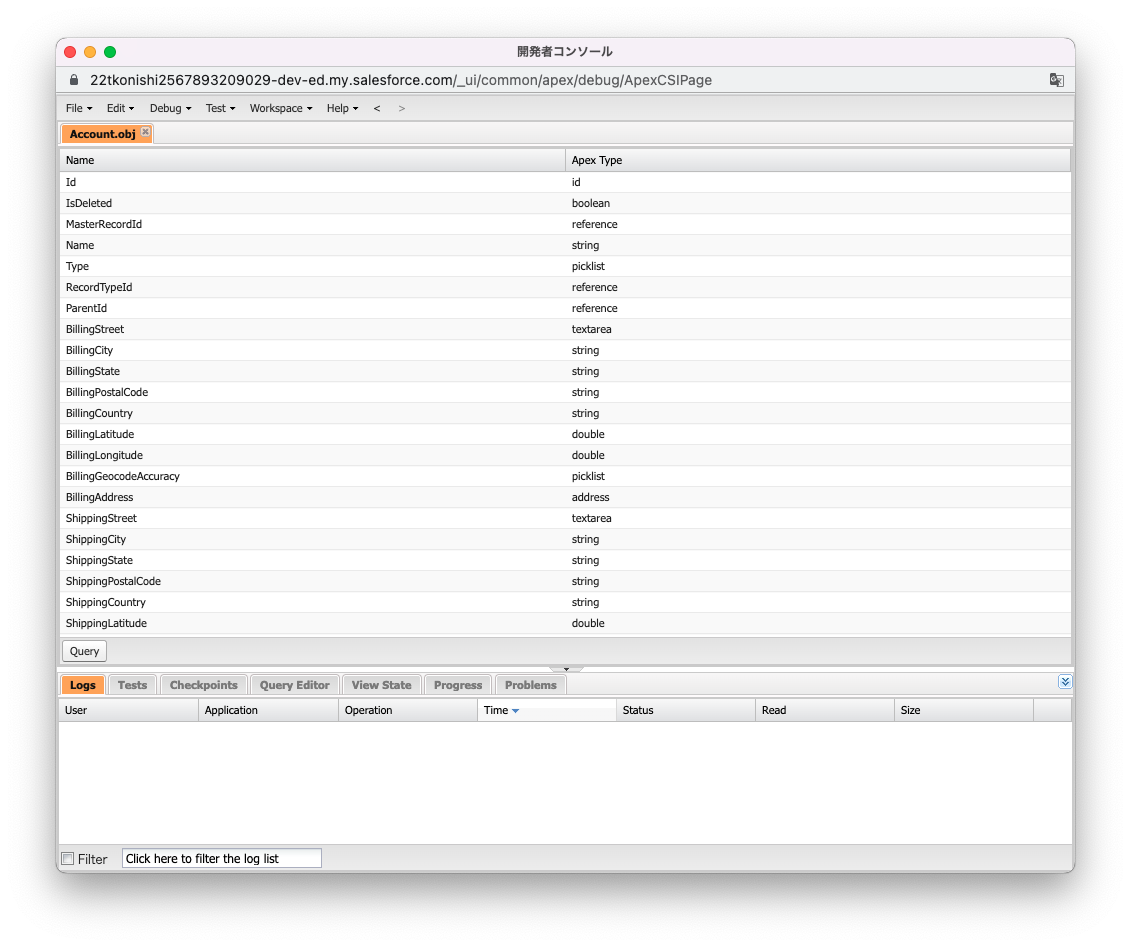 開発者コンソール
22tkonishi2567893209029-dev-ed.my.salesforce.com/_ui/common/apex/debug/ApexCSIPage
File Edit Debug Test Workspace Help < >
Account.obj
Name Apex Type
Id id
IsDeleted boolean
MasterRecordId reference
Name string
Type picklist
RecordTypeId reference
ParentId reference
BillingStreet textarea
BillingCity string
BillingState string
BillingPostalCode string
BillingCountry string
BillingLatitude double
BillingLongitude double
BillingGeocodeAccuracy picklist
BillingAddress address
ShippingStreet textarea
ShippingCity string
ShippingState string
ShippingPostalCode string
ShippingCountry string
ShippingLatitude double
Query
Logs Tests Checkpoints Query Editor View State Progress Problems
User Application Operation Time Status Read Size
Filter Click here to filter the log list